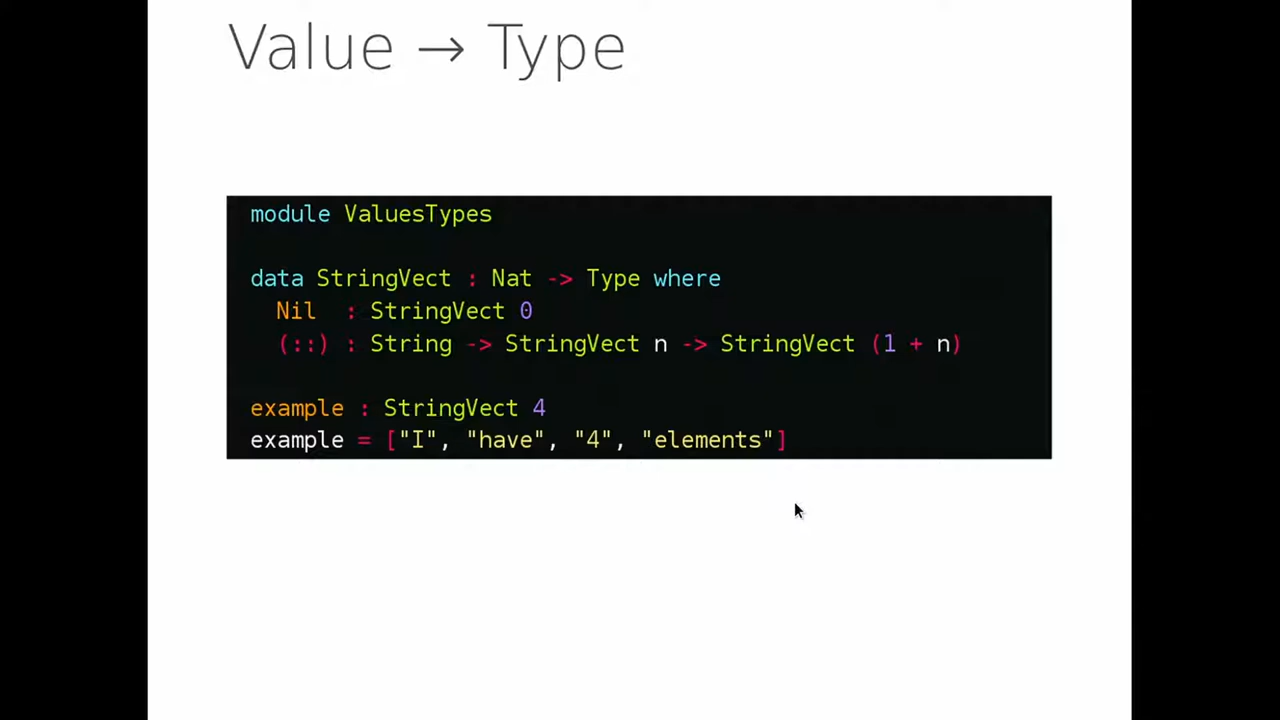 Value → Type
module ValuesTypes
data StringVect : Nat -> Type where
  Nil  : StringVect 0
  (::) : String -> StringVect n -> StringVect (1 + n)
example : StringVect 4
example = ["I", "have", "4", "elements"]